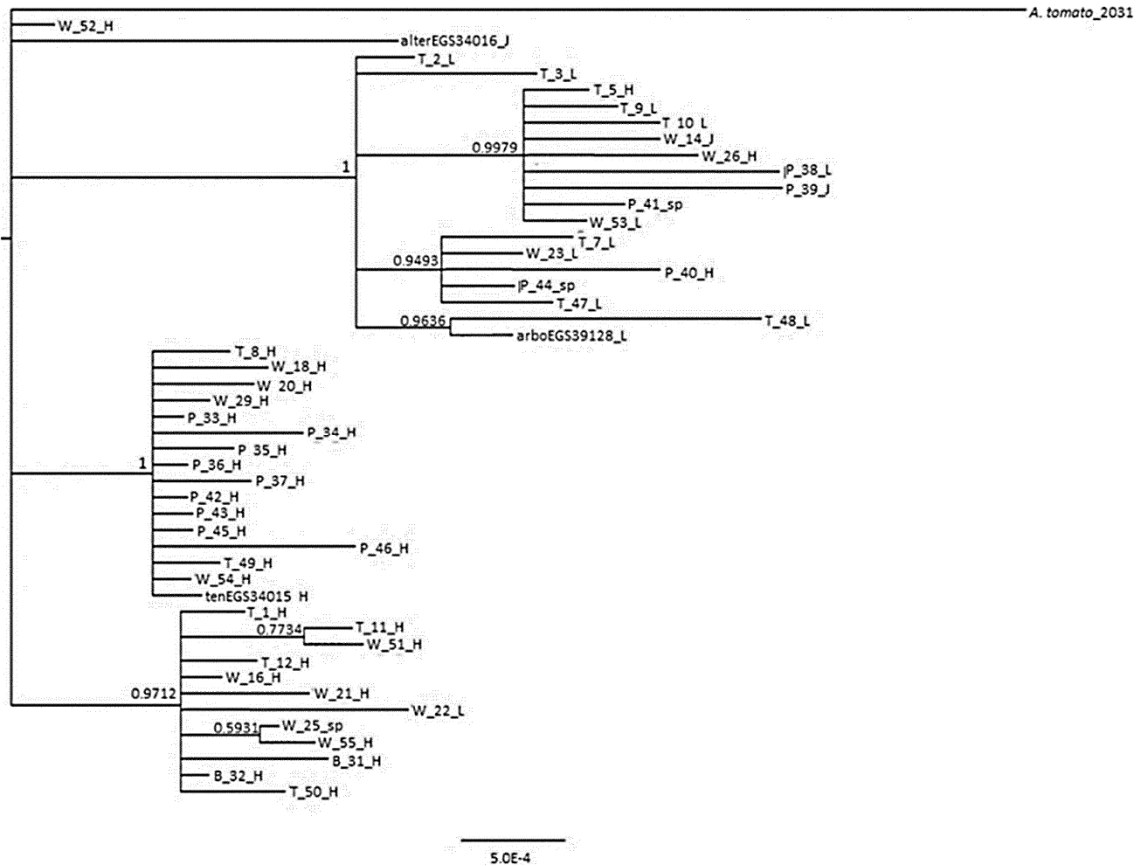 A. tomato_2031
W_52_H
alterEGS34016_J
T_2_L
T_3_L
T_5_H
T_9_L
T_10_L
0.9979
W_14_J
W_26_H
1
P_38_L
P_39_J
P_41_sp
W_53_L
T_7_L
W_23_L
0.9493
P_40_H
P_44_sp
T_47_L
0.9636
T_48_L
arboEGS39128_L
T_8_H
W_18_H
W_20_H
W_29_H
P_33_H
P_34_H
P_35_H
1
P_36_H
P_37_H
P_42_H
P_43_H
P_45_H
P_46_H
T_49_H
W_54_H
tenEGS34015_H
T_1_H
0.7734
T_11_H
W_51_H
T_12_H
W_16_H
0.9712
W_21_H
W_22_L
0.5931
W_25_sp
W_55_H
B_31_H
B_32_H
T_50_H
5.0E-4